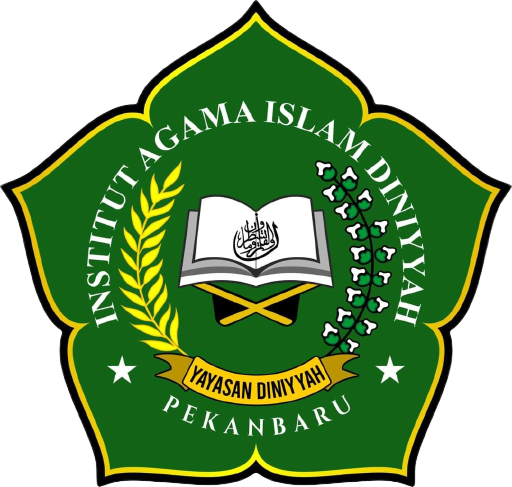 INSTITUT AGAMA ISLAM DINIYYAH
YAYASAN DINIYYAH
PEKANBARU